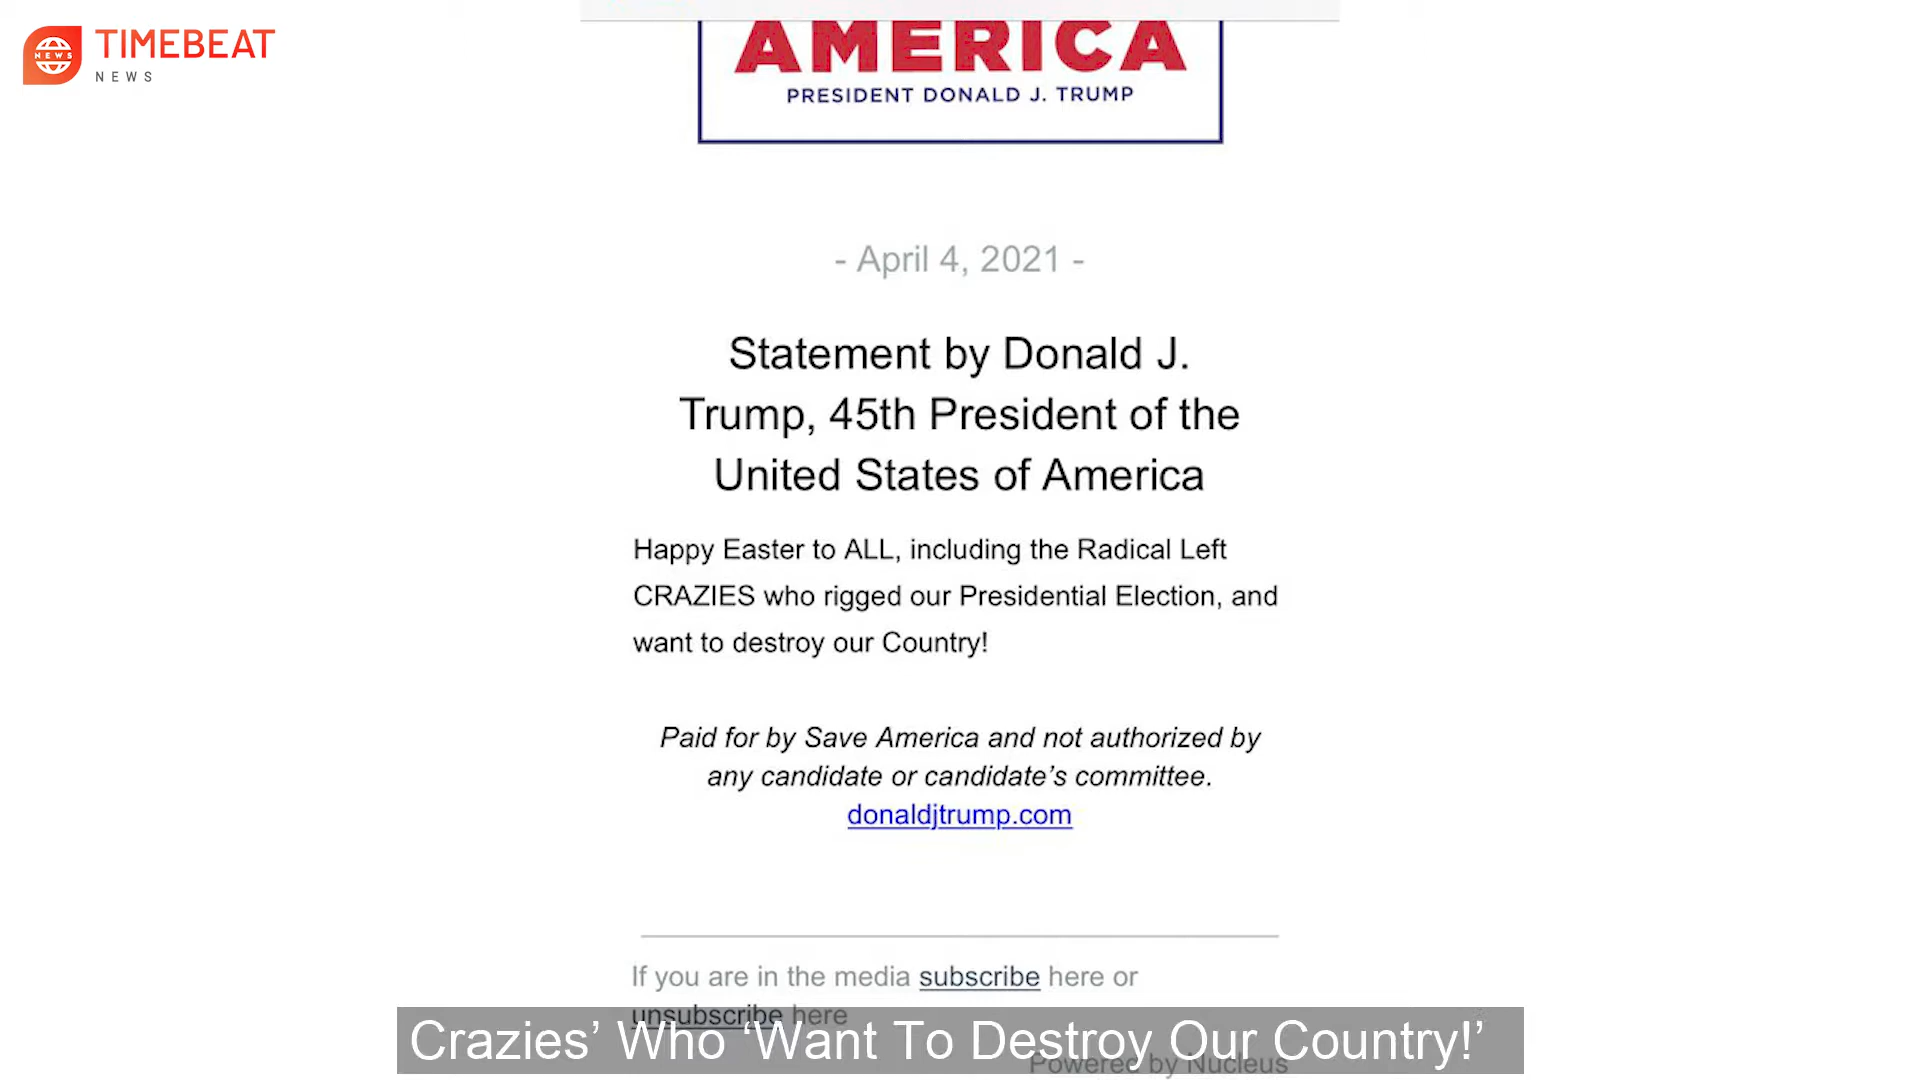 TIMEBEAT
NEWS
NEWS
AMERICA
PRESIDENT DONALD J. TRUMP
- April 4, 2021 -
Statement by Donald J.
Trump, 45th President of the
United States of America
Happy Easter to ALL, including the Radical Left
CRAZIES who rigged our Presidential Election, and
want to destroy our Country!
Paid for by Save America and not authorized by
any candidate or candidate’s committee.
donaldjtrump.com
If you are in the media subscribe here or
unsubscribe here
Crazies’ Who ‘Want To Destroy Our Country!’
Powered by Nucleus